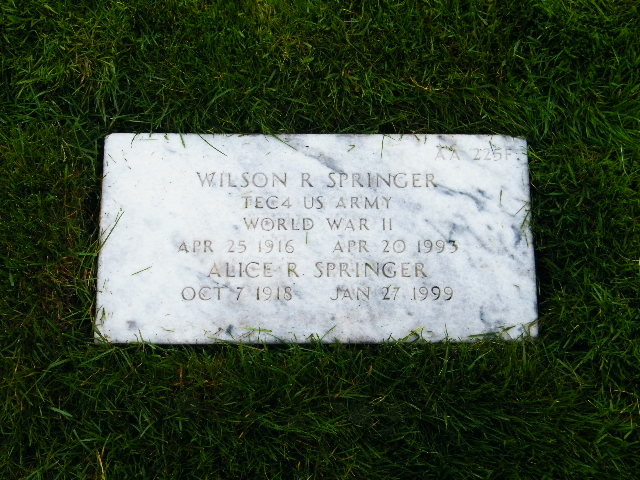 AA 225F
WILSON R SPRINGER
TEC4 US ARMY
WORLD WAR II
APR 25 1916 APR 20 1993
ALICE R SPRINGER
OCT 7 1918 JAN 27 1999